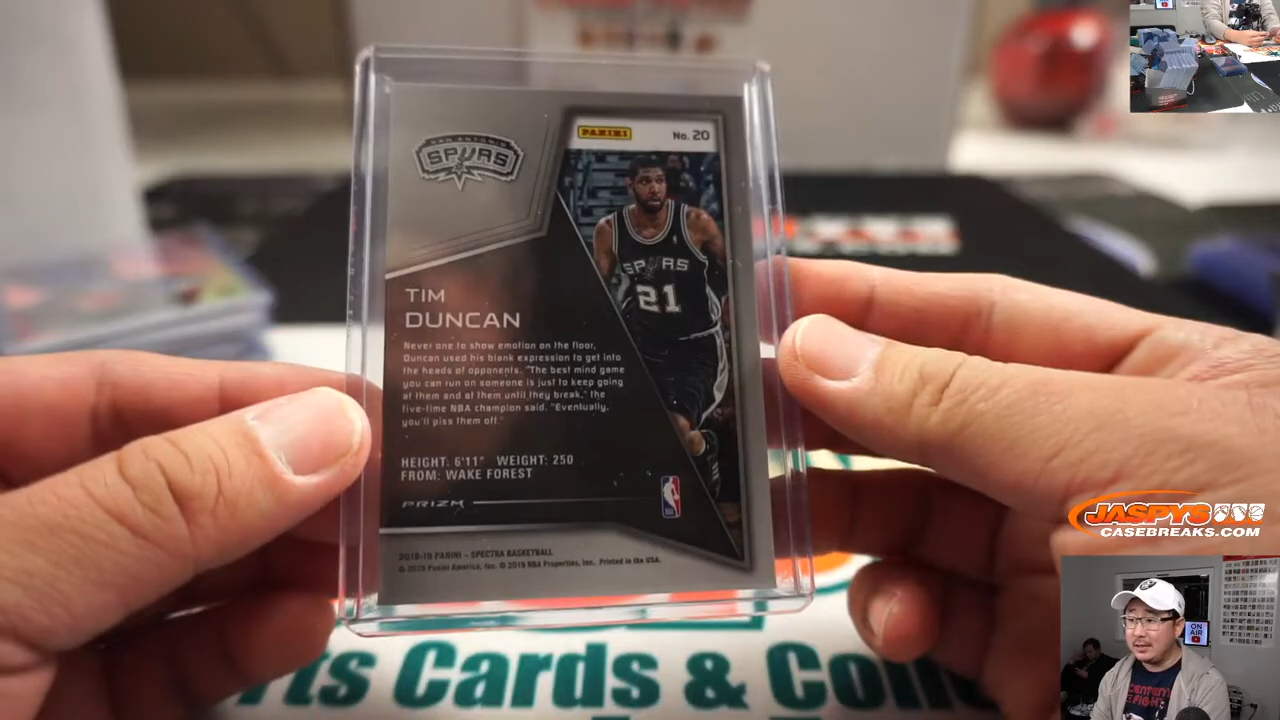 SAN ANTONIO
SPURS
PANINI
No. 20
SPURS
21
TIM
DUNCAN
Never one to show emotion on the floor,
Duncan used his blank expression to get into
the heads of opponents. "The best mind game
you can run on someone is just to keep going
at them and at them until they break," the
five-time NBA champion said. "Eventually,
you'll piss them off."
HEIGHT: 6'11" WEIGHT: 250
FROM: WAKE FOREST
PRIZM
2018-19 PANINI – SPECTRA BASKETBALL
© 2019 Panini America, Inc. © 2019 NBA Properties, Inc. Printed in the USA.
rts Cards & Coll
JASPYS
CASEBREAKS.COM
ON
AIR